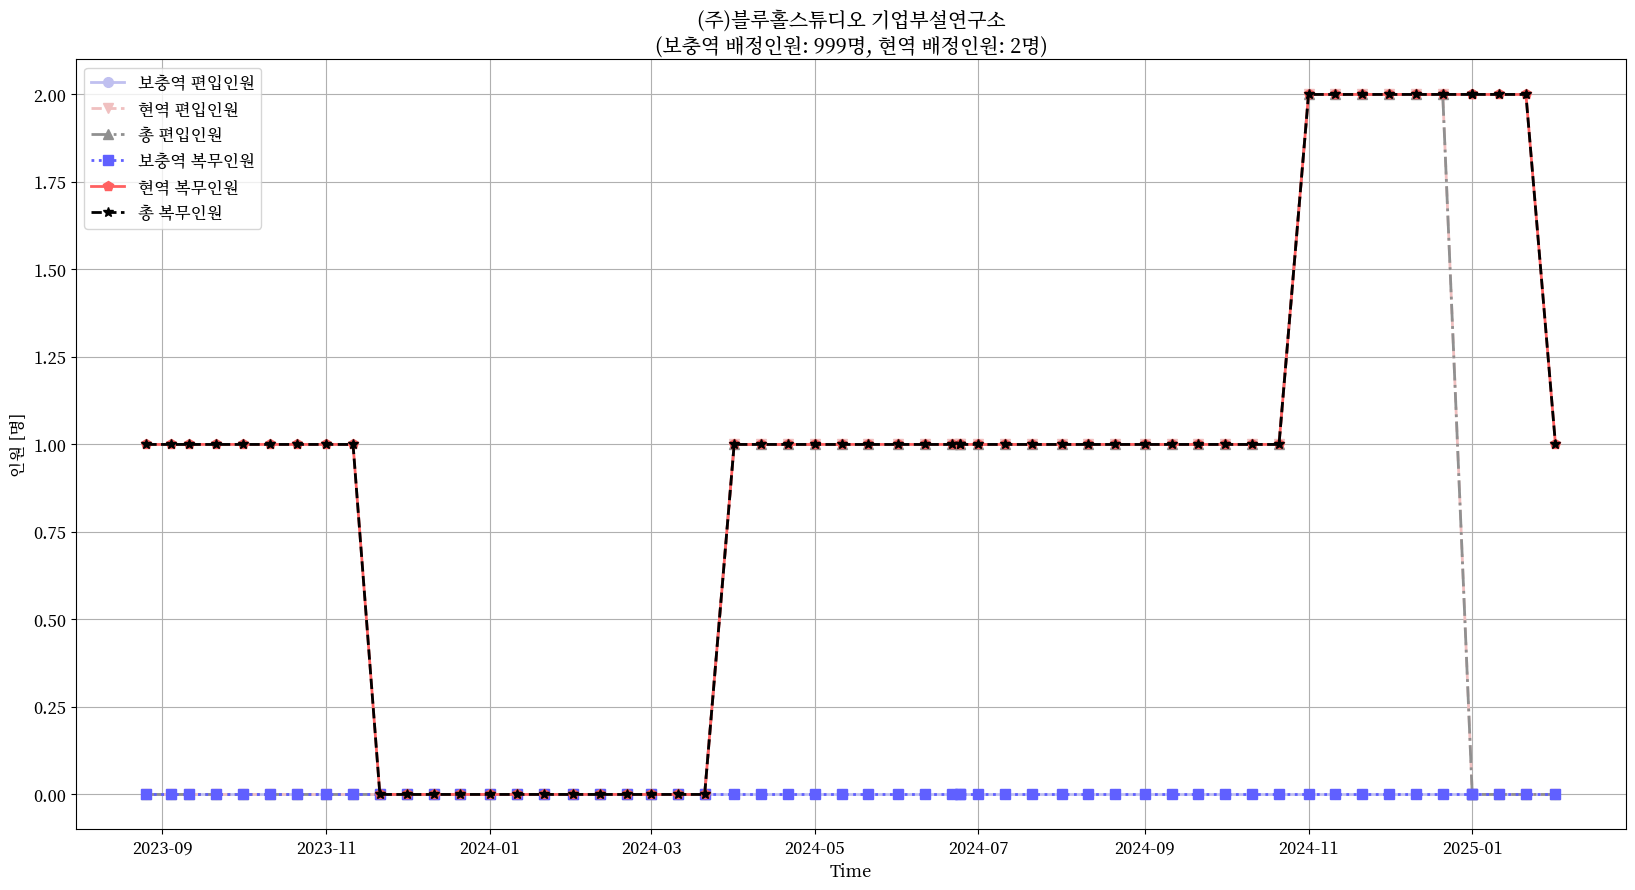 (주)블루홀스튜디오 기업부설연구소
(보충역 배정인원: 999명, 현역 배정인원: 2명)
보충역 편입인원
현역 편입인원
총 편입인원
보충역 복무인원
현역 복무인원
총 복무인원
2.00
1.75
1.50
1.25
1.00
0.75
0.50
0.25
0.00
인원 [명]
2023-09
2023-11
2024-01
2024-03
2024-05
2024-07
2024-09
2024-11
2025-01
Time